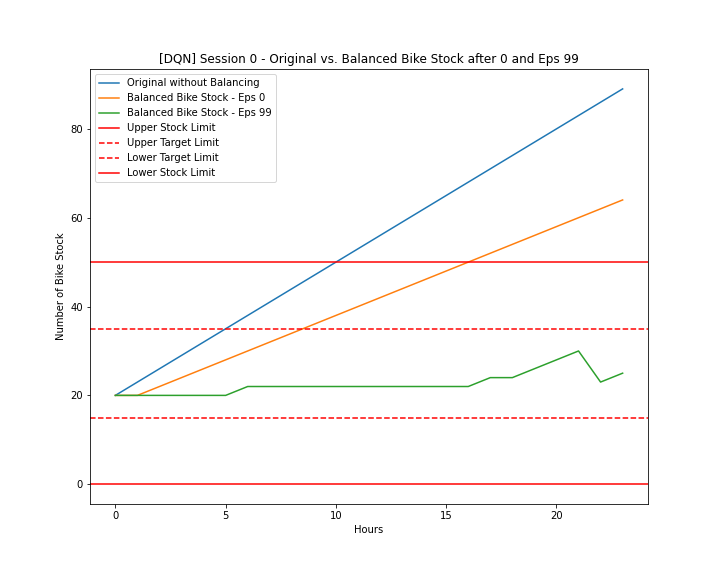 [DQN] Session 0 - Original vs. Balanced Bike Stock after 0 and Eps 99
Original without Balancing
Balanced Bike Stock - Eps 0
Balanced Bike Stock - Eps 99
Upper Stock Limit
Upper Target Limit
Lower Target Limit
Lower Stock Limit
Number of Bike Stock
80
60
40
20
0
0 5 10 15 20
Hours